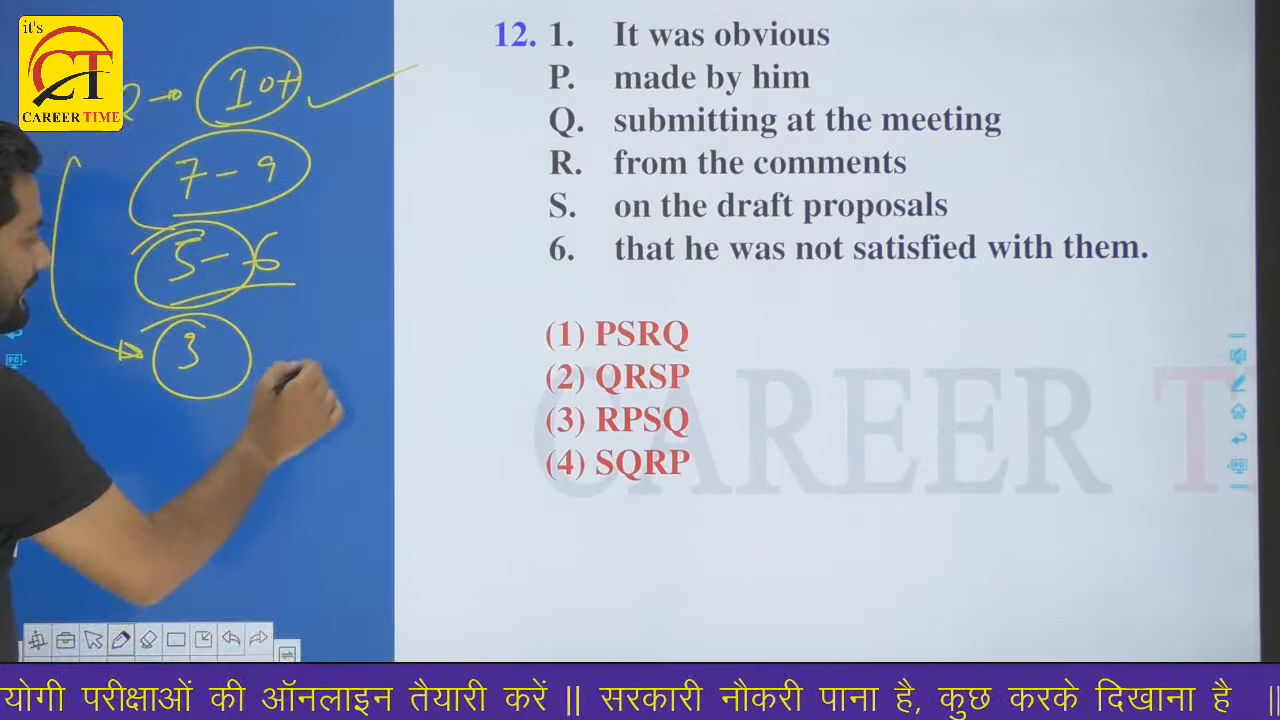 it's
CT
CAREER TIME
10+
7-9
5-6
3
12. 1. It was obvious
P. made by him
Q. submitting at the meeting
R. from the comments
S. on the draft proposals
6. that he was not satisfied with them.
(1) PSRQ
(2) QRSP
(3) RPSQ
(4) SQRP
CAREER T
योगी परीक्षाओं की ऑनलाइन तैयारी करें || सरकारी नौकरी पाना है, कुछ करके दिखाना है ||